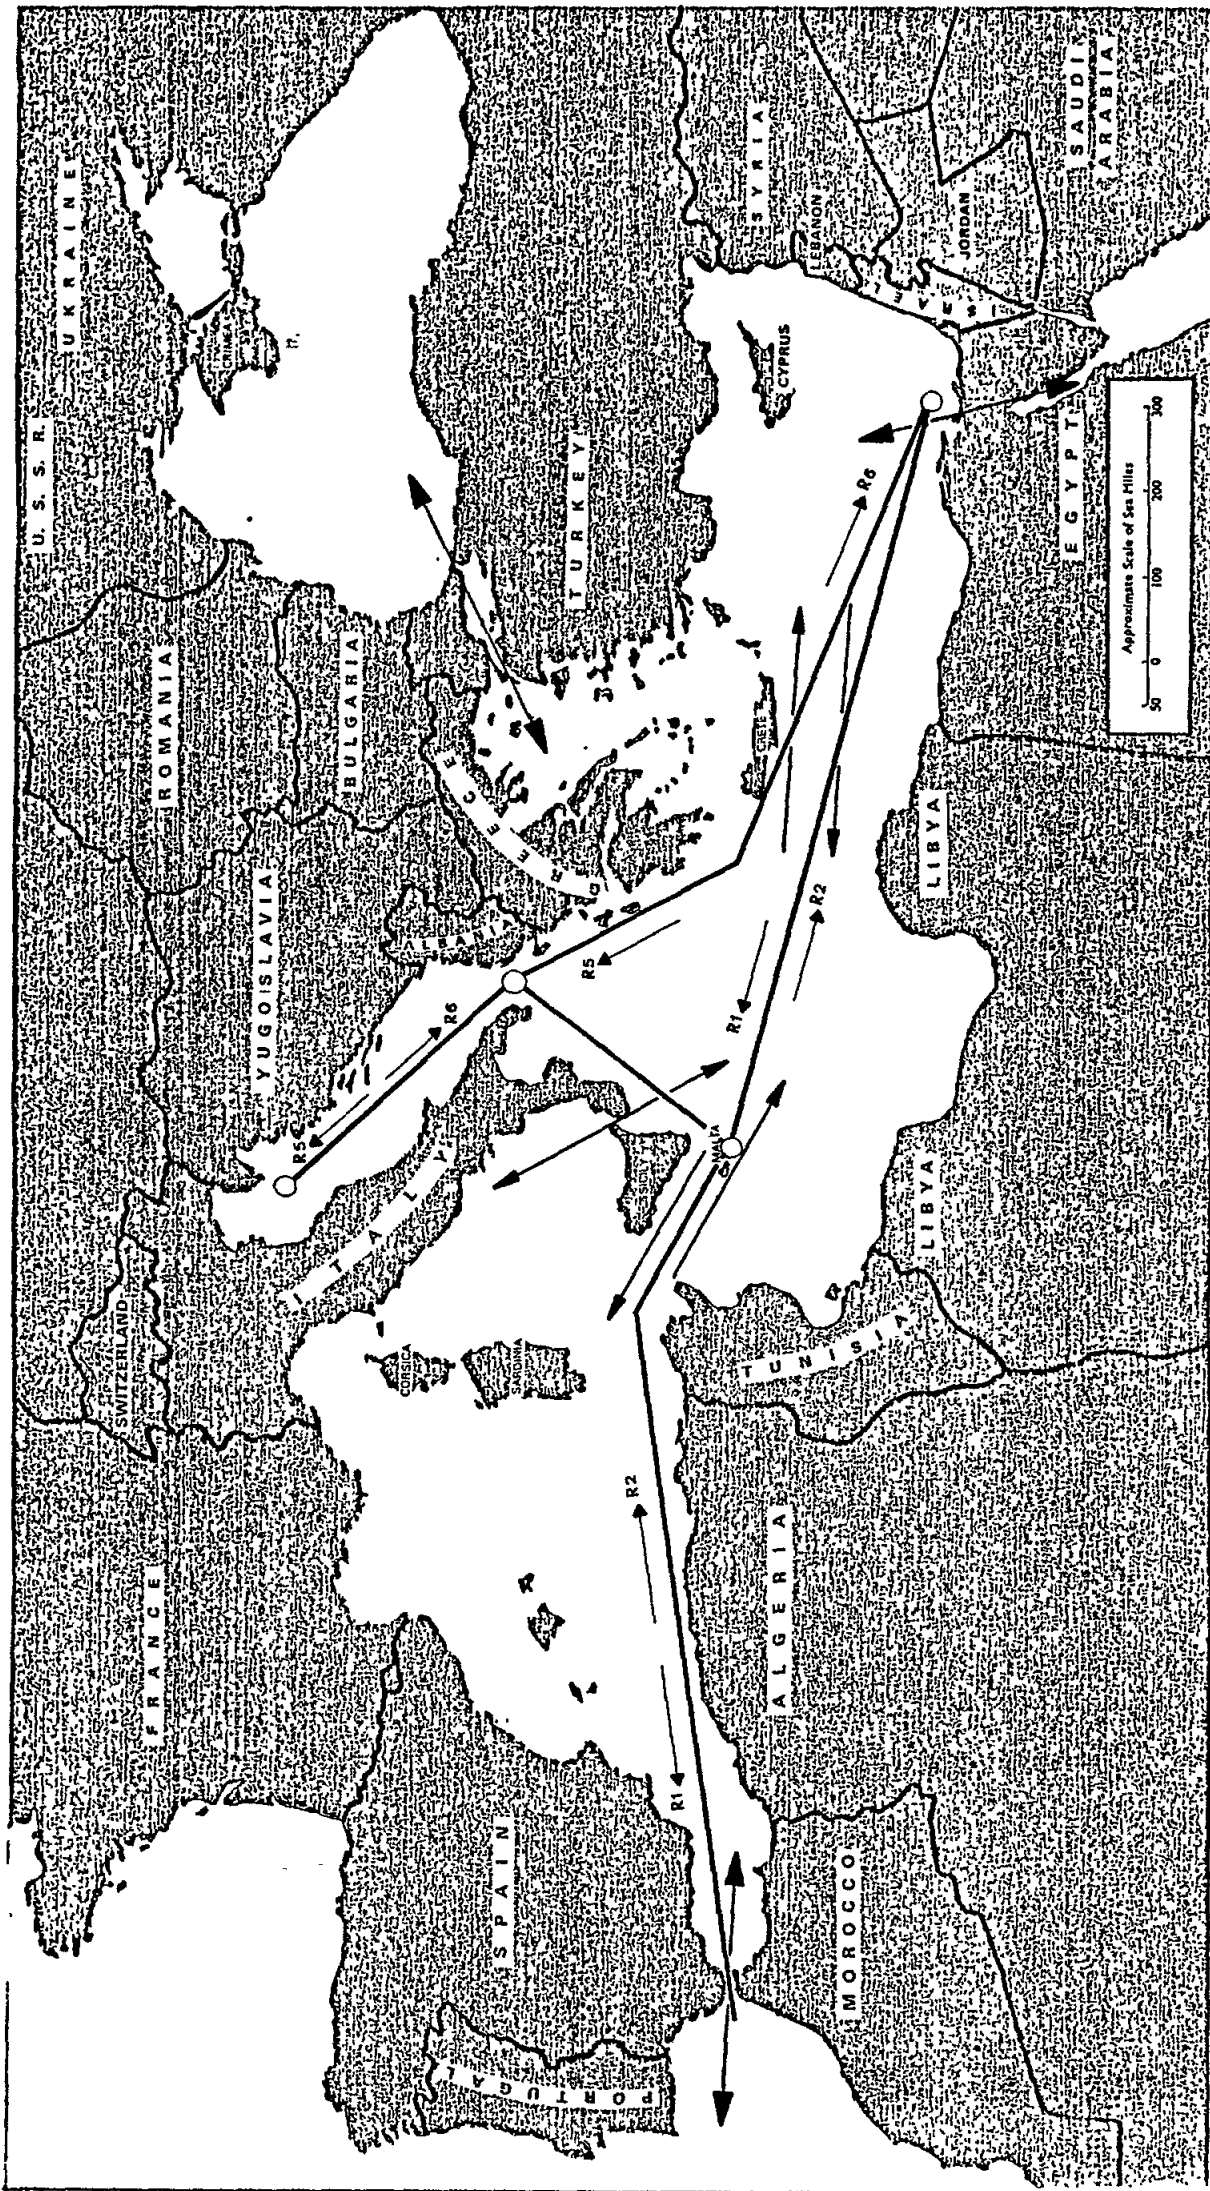 U. S. S. R.
UKRAINE
CRIMEA
ROMANIA
BULGARIA
YUGOSLAVIA
ALBANIA
GREECE
CRETE
TURKEY
CYPRUS
SYRIA
LEBANON
ISRAEL
JORDAN
SAUDI
ARABIA
EGYPT
LIBYA
LIBYA
TUNISIA
ALGERIA
MOROCCO
PORTUGAL
SPAIN
FRANCE
SWITZERLAND
ITALY
CORSICA
SARDINIA
SICILY
MALTA
R5
R6
R5
R6
R1
R2
R2
R1
Approximate Scale of Sea Miles
50 0 100 200 300